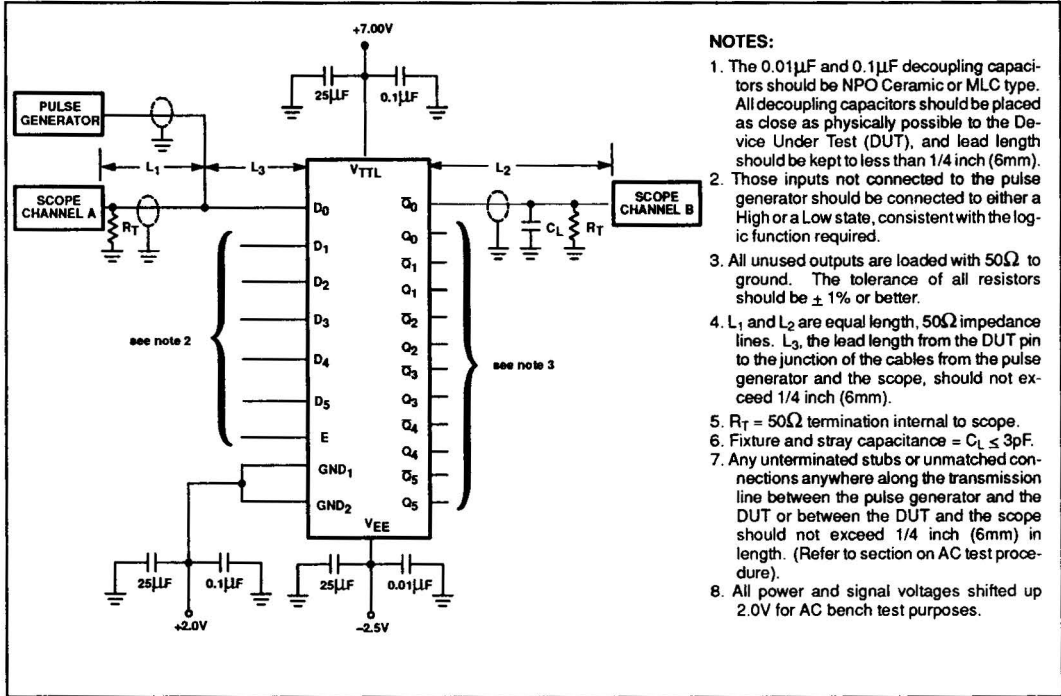 +7.00V
25μF
0.1μF
PULSE
GENERATOR
L1
L3
VTTL
L2
SCOPE
CHANNEL A
RT
D0
Q̅0
CL
RT
SCOPE
CHANNEL B
Q0
D1
Q̅1
D2
Q1
D3
Q̅2
see note 2
Q2
D4
Q̅3
see note 3
D5
Q3
Q̅4
E
Q4
GND1
Q̅5
GND2
Q5
VEE
25μF
0.1μF
25μF
0.01μF
+2.0V
–2.5V
NOTES:
1. The 0.01μF and 0.1μF decoupling capaci-
tors should be NPO Ceramic or MLC type.
All decoupling capacitors should be placed
as close as physically possible to the De-
vice Under Test (DUT), and lead length
should be kept to less than 1/4 inch (6mm).
2. Those inputs not connected to the pulse
generator should be connected to either a
High or a Low state, consistent with the log-
ic function required.
3. All unused outputs are loaded with 50Ω to
ground. The tolerance of all resistors
should be ± 1% or better.
4. L1 and L2 are equal length, 50Ω impedance
lines. L3, the lead length from the DUT pin
to the junction of the cables from the pulse
generator and the scope, should not ex-
ceed 1/4 inch (6mm).
5. RT = 50Ω termination internal to scope.
6. Fixture and stray capacitance = CL ≤ 3pF.
7. Any unterminated stubs or unmatched con-
nections anywhere along the transmission
line between the pulse generator and the
DUT or between the DUT and the scope
should not exceed 1/4 inch (6mm) in
length. (Refer to section on AC test proce-
dure).
8. All power and signal voltages shifted up
2.0V for AC bench test purposes.